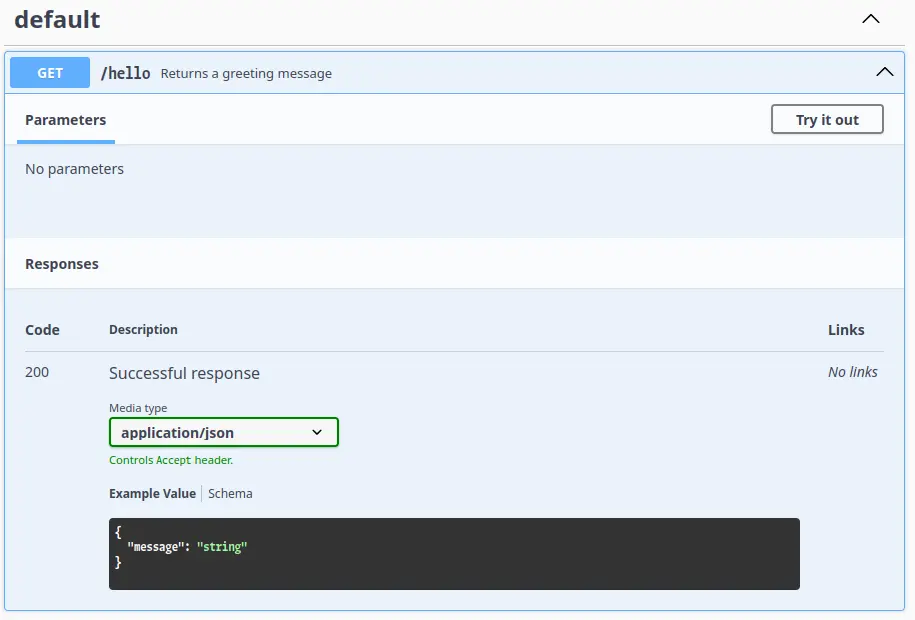 default
GET /hello Returns a greeting message
Parameters Try it out
No parameters
Responses
Code Description Links
200 Successful response No links
Media type
application/json
Controls Accept header.
Example Value Schema
{
"message": "string"
}